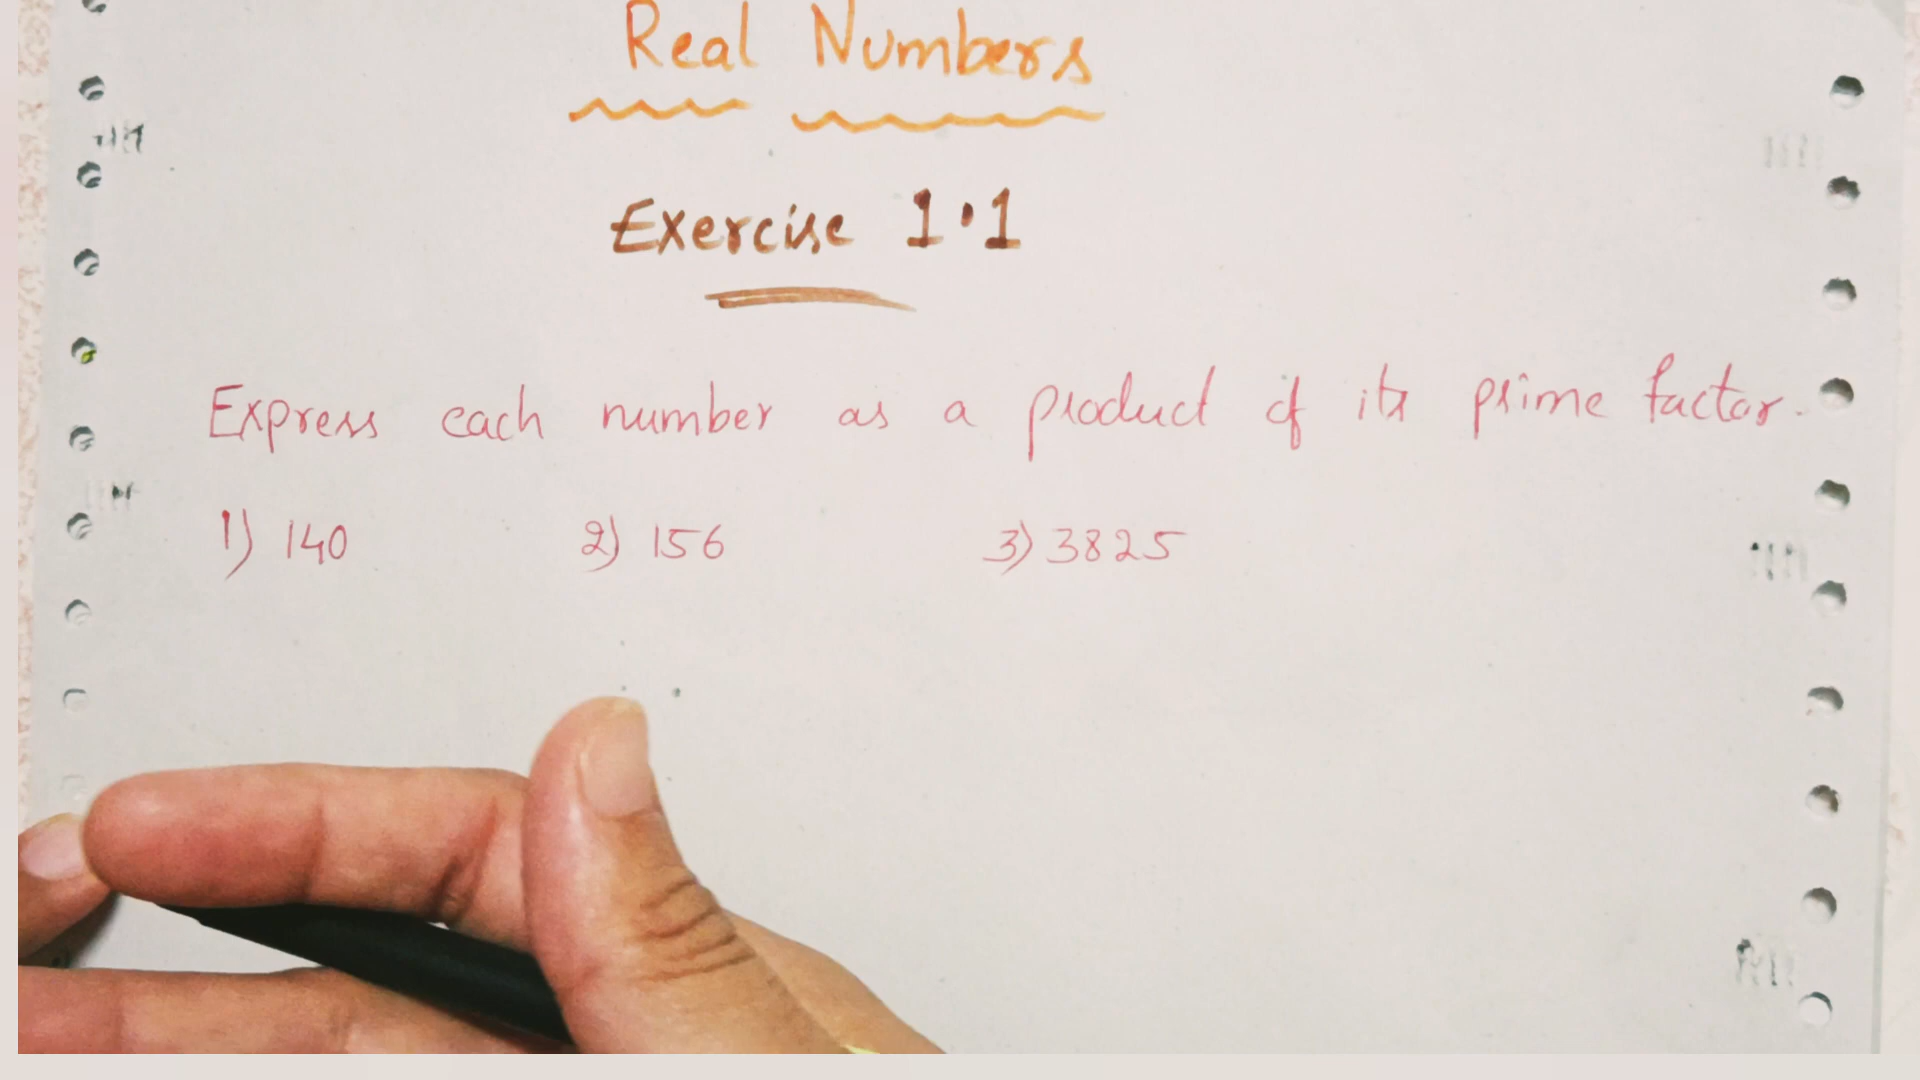 Real Numbers
Exercise 1.1
Express each number as a product of its prime factor.
1) 140 2) 156 3) 3825